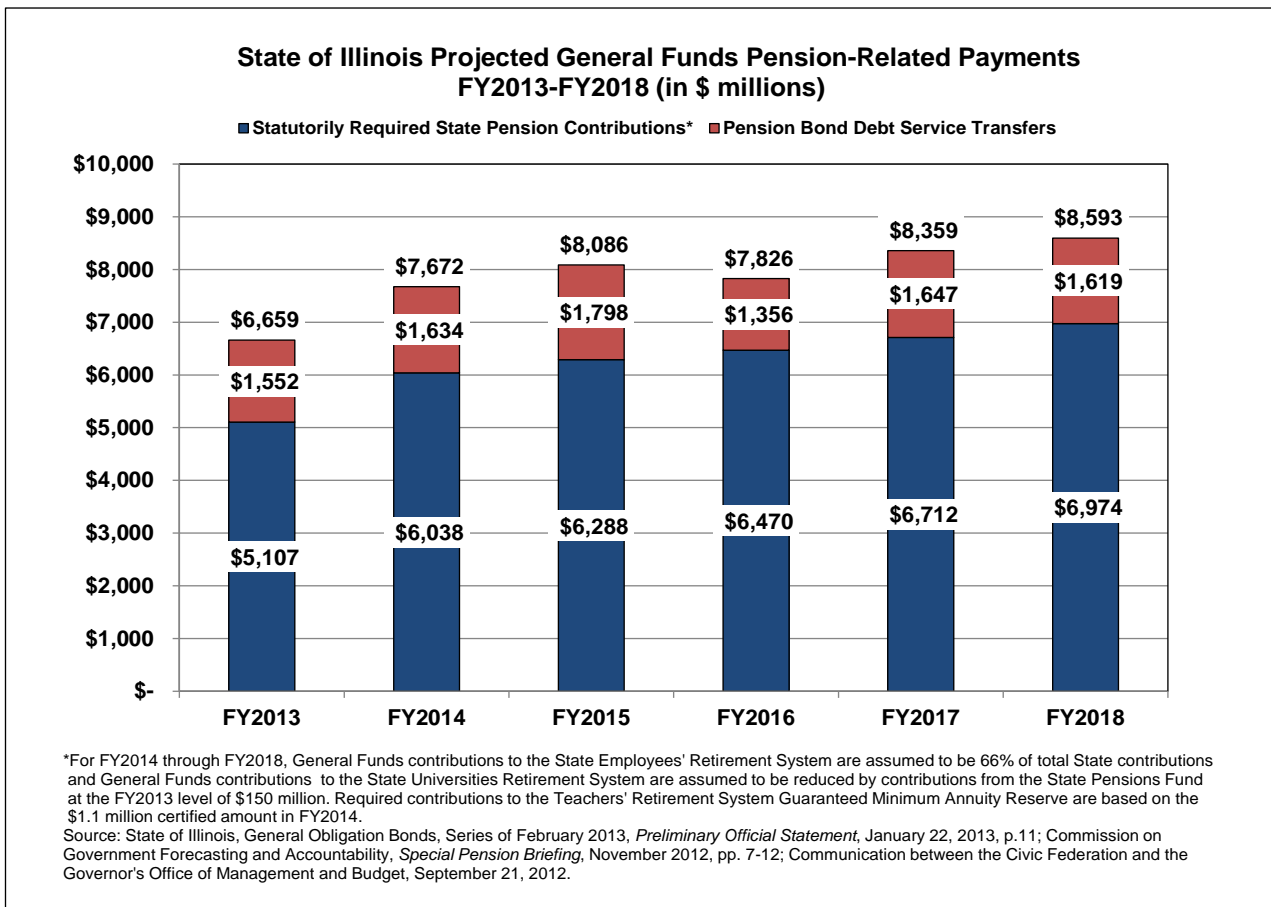 State of Illinois Projected General Funds Pension-Related Payments
FY2013-FY2018 (in $ millions)
Statutorily Required State Pension Contributions* Pension Bond Debt Service Transfers
$10,000
$9,000
$8,000
$7,000
$6,000
$5,000
$4,000
$3,000
$2,000
$1,000
$-
$6,659
$1,552
$5,107
$7,672
$1,634
$6,038
$8,086
$1,798
$6,288
$7,826
$1,356
$6,470
$8,359
$1,647
$6,712
$8,593
$1,619
$6,974
FY2013 FY2014 FY2015 FY2016 FY2017 FY2018
*For FY2014 through FY2018, General Funds contributions to the State Employees' Retirement System are assumed to be 66% of total State contributions
and General Funds contributions to the State Universities Retirement System are assumed to be reduced by contributions from the State Pensions Fund
at the FY2013 level of $150 million. Required contributions to the Teachers' Retirement System Guaranteed Minimum Annuity Reserve are based on the
$1.1 million certified amount in FY2014.
Source: State of Illinois, General Obligation Bonds, Series of February 2013, Preliminary Official Statement, January 22, 2013, p.11; Commission on
Government Forecasting and Accountability, Special Pension Briefing, November 2012, pp. 7-12; Communication between the Civic Federation and the
Governor's Office of Management and Budget, September 21, 2012.